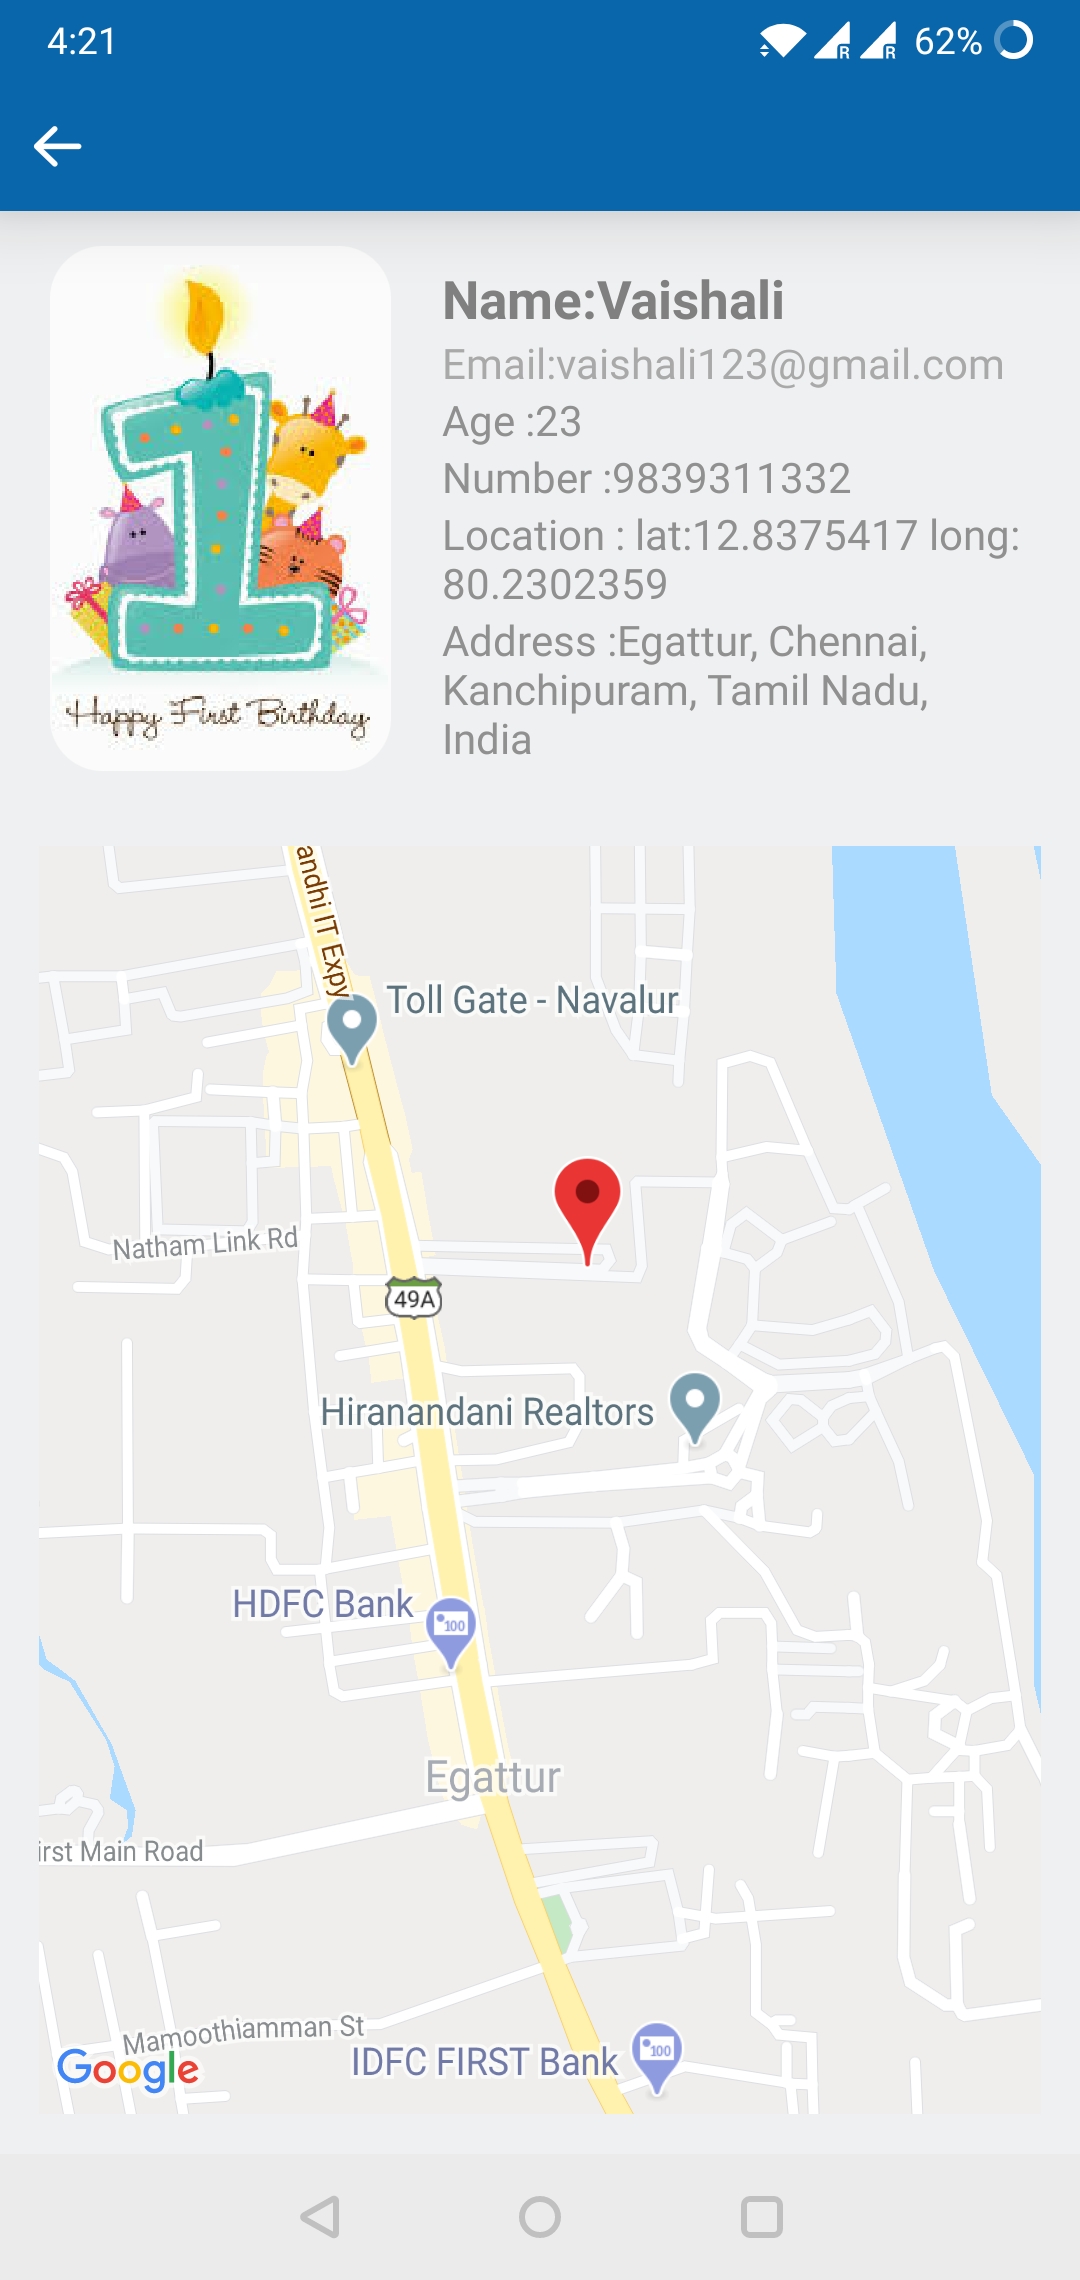 4:21
R
R
62%
Name:Vaishali
Email:vaishali123@gmail.com
Age :23
Number :9839311332
Location : lat:12.8375417 long:
80.2302359
Address :Egattur, Chennai,
Kanchipuram, Tamil Nadu,
India
Happy First Birthday
andhi IT Expy
Toll Gate - Navalur
Natham Link Rd
49A
Hiranandani Realtors
HDFC Bank
100
Egattur
irst Main Road
Mamoothiamman St
Google
IDFC FIRST Bank
100